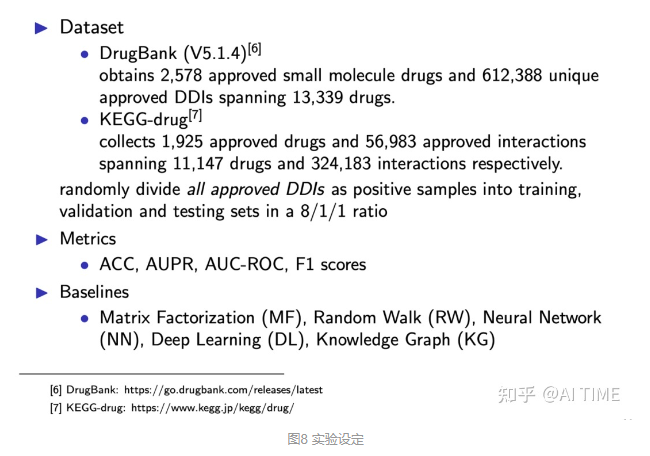 Dataset
DrugBank (V5.1.4)[6]
obtains 2,578 approved small molecule drugs and 612,388 unique
approved DDIs spanning 13,339 drugs.
KEGG-drug[7]
collects 1,925 approved drugs and 56,983 approved interactions
spanning 11,147 drugs and 324,183 interactions respectively.
randomly divide all approved DDIs as positive samples into training,
validation and testing sets in a 8/1/1 ratio
Metrics
ACC, AUPR, AUC-ROC, F1 scores
Baselines
Matrix Factorization (MF), Random Walk (RW), Neural Network
(NN), Deep Learning (DL), Knowledge Graph (KG)
[6] DrugBank: https://go.drugbank.com/releases/latest
[7] KEGG-drug: https://www.kegg.jp/kegg/drug/
知乎 @AI TIME
图8 实验设定